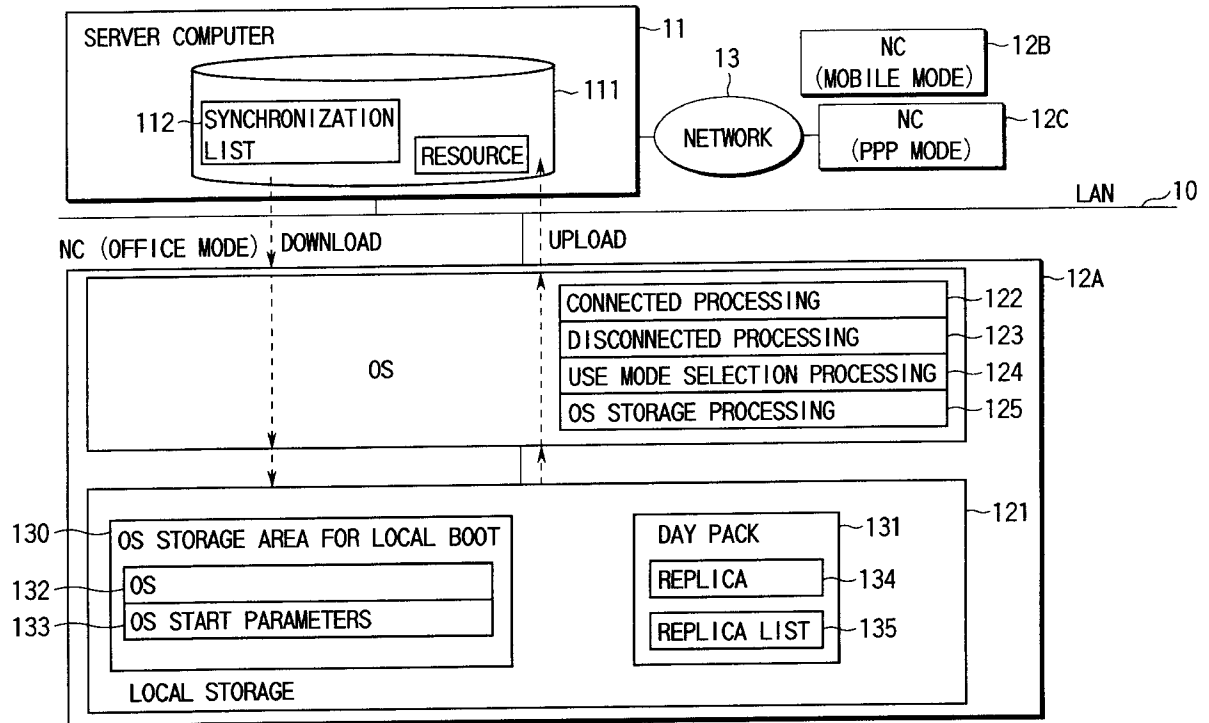 SERVER COMPUTER
11
111
112
SYNCHRONIZATION
LIST
RESOURCE
13
NETWORK
NC
(MOBILE MODE)
12B
NC
(PPP MODE)
12C
LAN
10
NC (OFFICE MODE)
DOWNLOAD
UPLOAD
12A
OS
CONNECTED PROCESSING
122
DISCONNECTED PROCESSING
123
USE MODE SELECTION PROCESSING
124
OS STORAGE PROCESSING
125
121
130
OS STORAGE AREA FOR LOCAL BOOT
132
OS
133
OS START PARAMETERS
DAY PACK
131
REPLICA
134
REPLICA LIST
135
LOCAL STORAGE